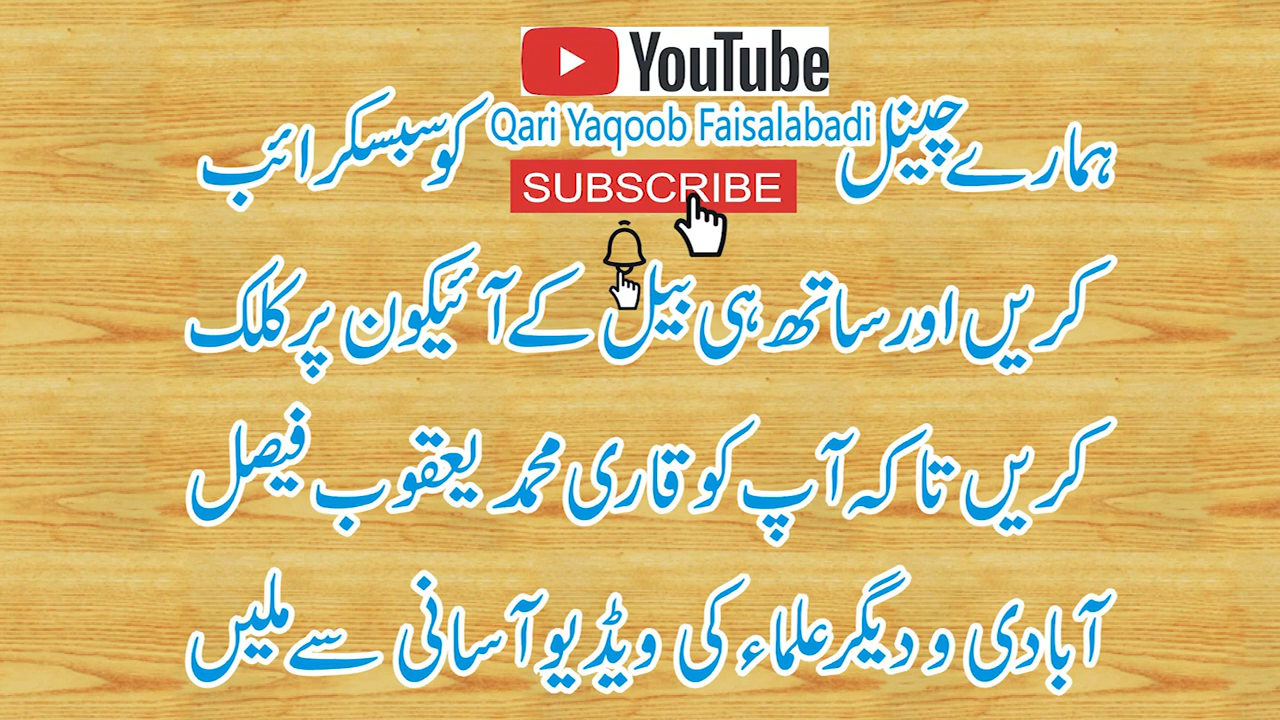 YouTube
ہمارے چینل Qari Yaqoob Faisalabadi کو سبسکرائب
SUBSCRIBE
کریں اور ساتھ ہی بیل کے آئیکون پر کلک
کریں تاکہ آپ کو قاری محمد یعقوب فیصل
آبادی و دیگر علماء کی ویڈیو آسانی سے ملیں